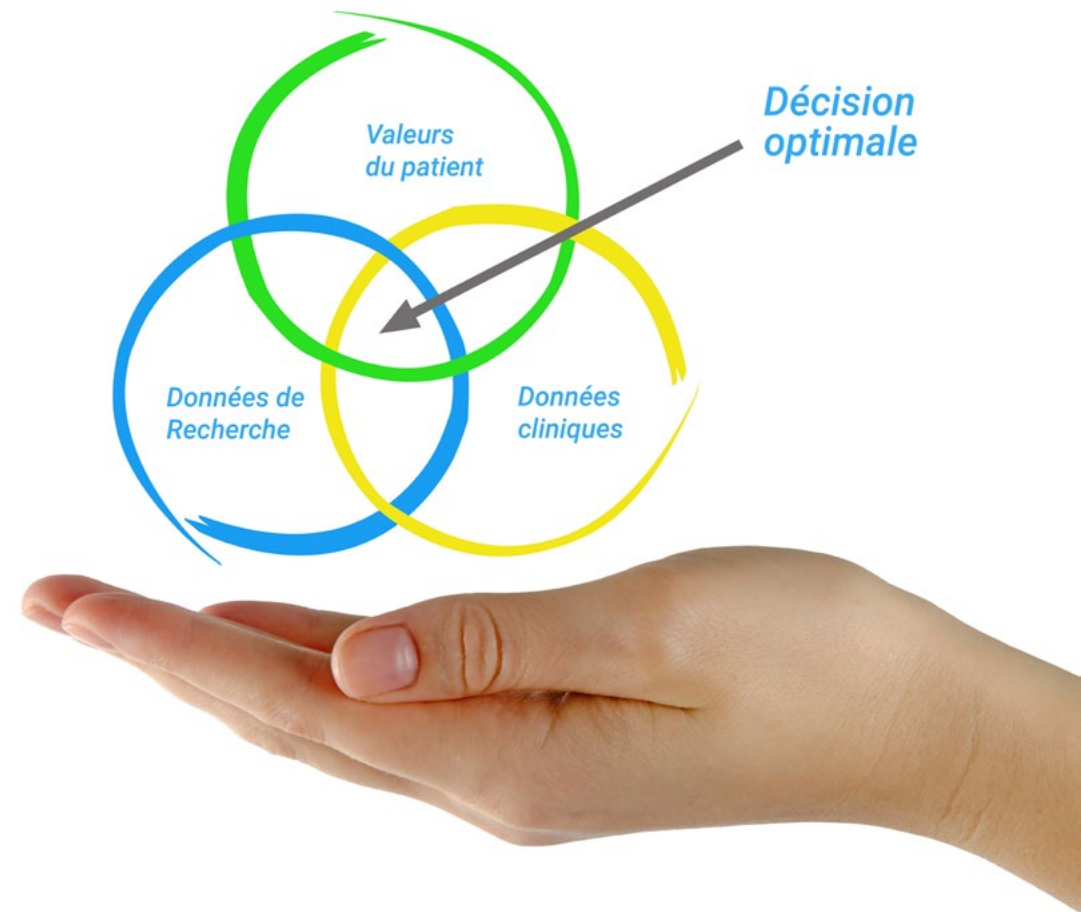 Valeurs
du patient
Décision
optimale
Données de
Recherche
Données
cliniques